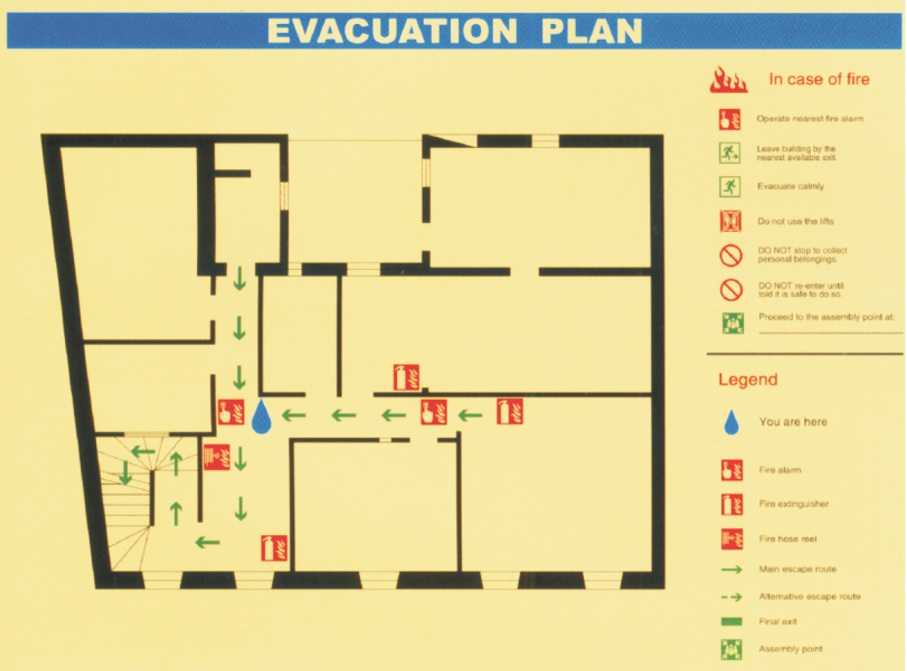 EVACUATION PLAN
In case of fire
Operate nearest fire alarm
Leave building by the
nearest available exit.
Evacuate calmly
Do not use the lifts
DO NOT stop to collect
personal belongings.
DO NOT re-enter until
told it is safe to do so.
Proceed to the assembly point at:
Legend
You are here
Fire alarm
Fire extinguisher
Fire hose reel
Main escape route
Alternative escape route
Final exit
Assembly point